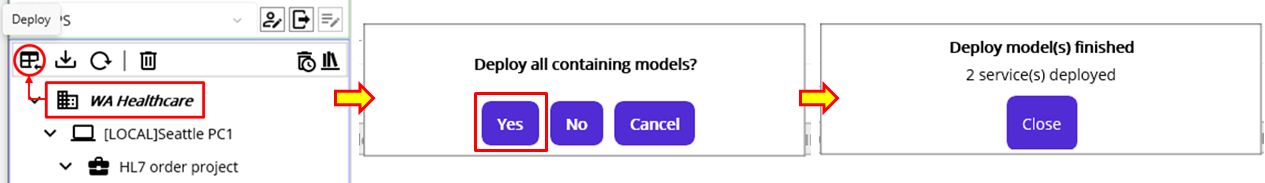 Deploy
PS
WA Healthcare
[LOCAL]Seattle PC1
HL7 order project
Deploy all containing models?
Yes
No
Cancel
Deploy model(s) finished
2 service(s) deployed
Close